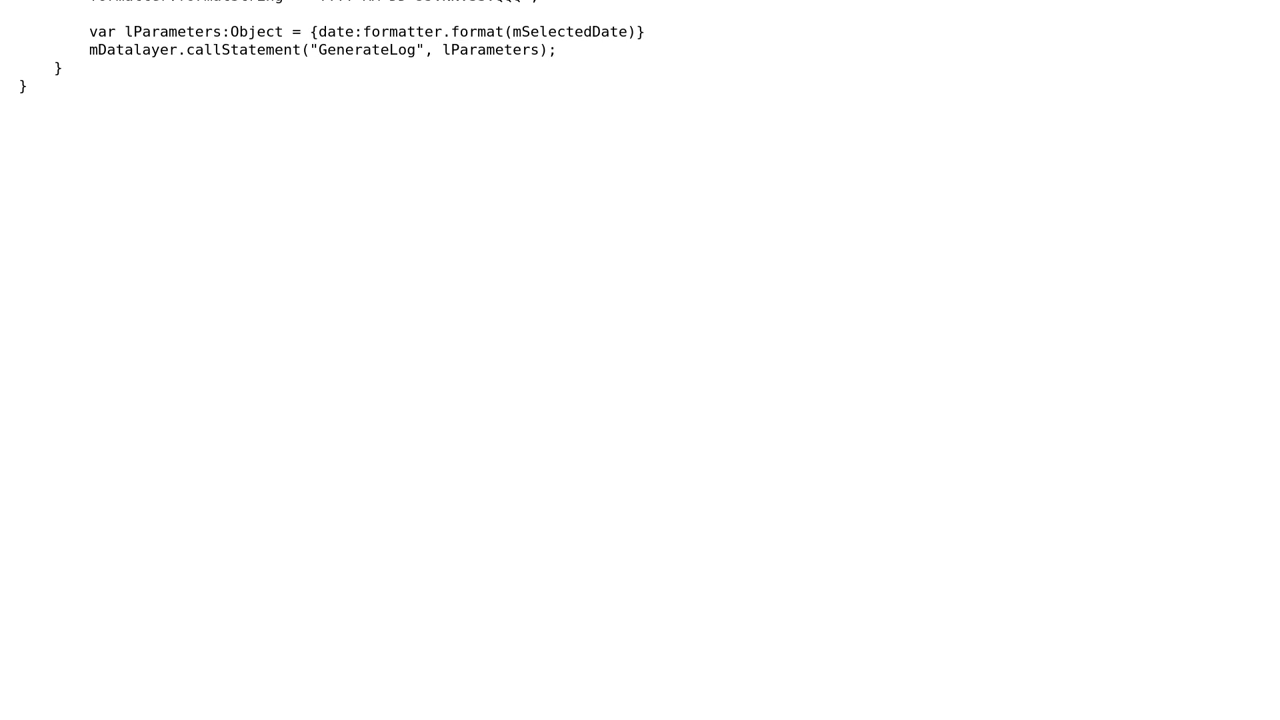 var lParameters:Object = {date:formatter.format(mSelectedDate)}
mDatalayer.callStatement("GenerateLog", lParameters);
}
}